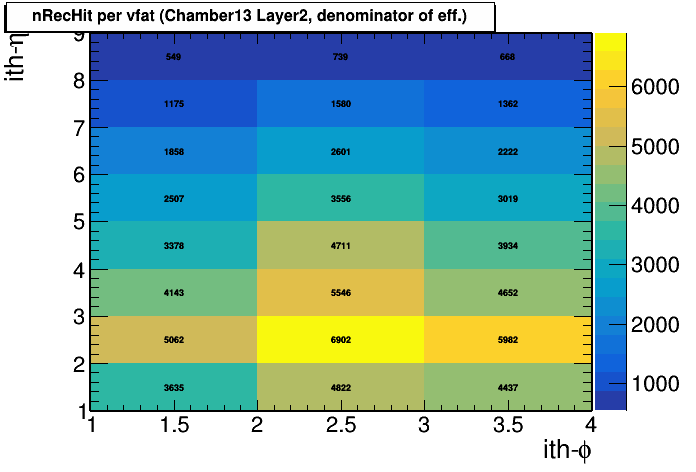 nRecHit per vfat (Chamber13 Layer2, denominator of eff.)
ith-η
9
549 739 668
8
1175 1580 1362
7
1858 2601 2222
6
2507 3556 3019
5
3378 4711 3934
4
4143 5546 4652
3
5062 6902 5982
2
3635 4822 4437
1
1 1.5 2 2.5 3 3.5 4
ith-ϕ
6000
5000
4000
3000
2000
1000